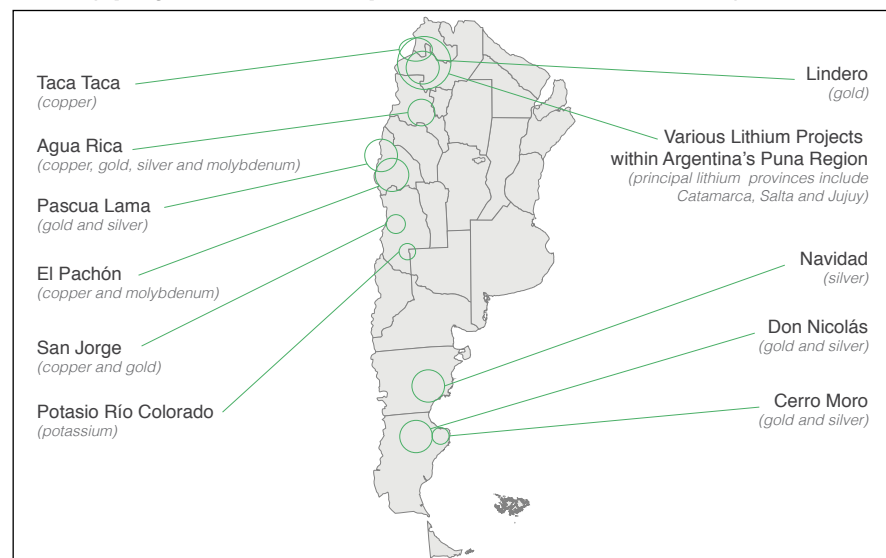 Taca Taca
(copper)
Agua Rica
(copper, gold, silver and molybdenum)
Pascua Lama
(gold and silver)
El Pachón
(copper and molybdenum)
San Jorge
(copper and gold)
Potasio Río Colorado
(potassium)
Lindero
(gold)
Various Lithium Projects
within Argentina's Puna Region
(principal lithium provinces include
Catamarca, Salta and Jujuy)
Navidad
(silver)
Don Nicolás
(gold and silver)
Cerro Moro
(gold and silver)